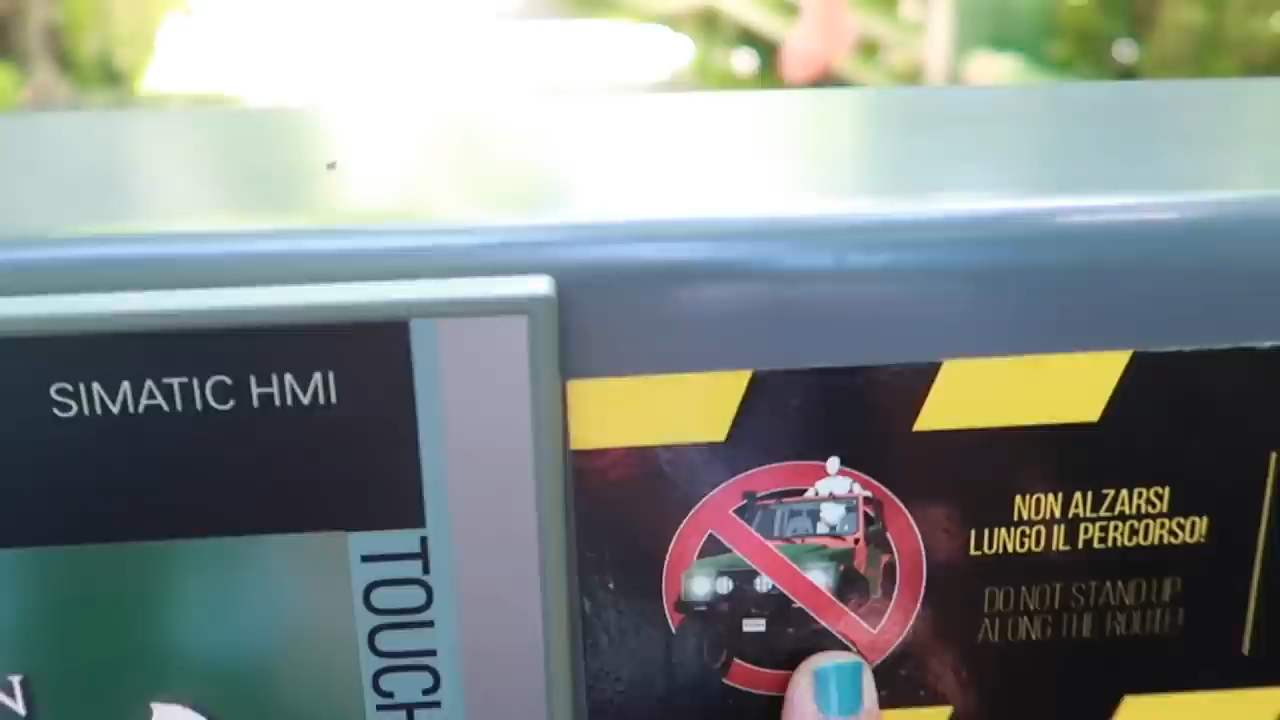 SIMATIC HMI
TOUCH
NON ALZARSI
LUNGO IL PERCORSO!
DO NOT STAND UP
ALONG THE ROUTE!